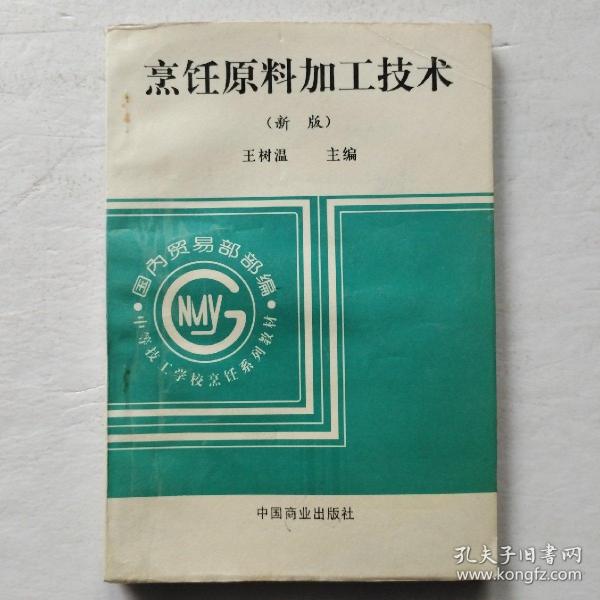 烹饪原料加工技术
(新 版)
王树温 主编
·国内贸易部部编·
GNMY
中等技工学校烹饪系列教材
中国商业出版社
孔夫子旧书网
www.kongfz.com